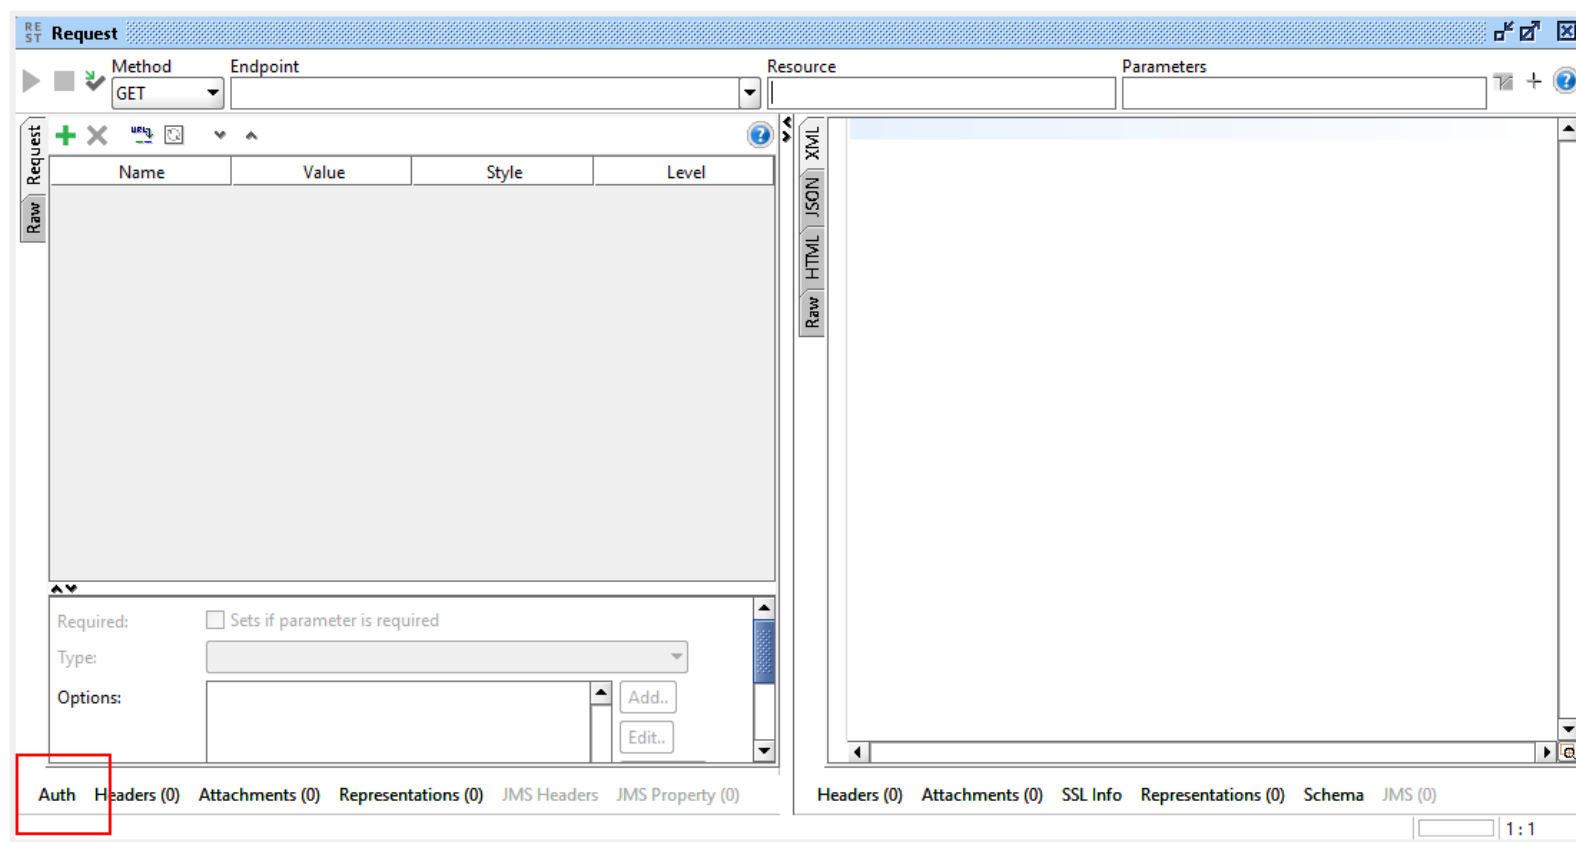 RE
ST Request
Method Endpoint Resource Parameters
GET
Request
Raw
Name Value Style Level
XML
JSON
HTML
Raw
Required: Sets if parameter is required
Type:
Options: Add..
Edit..
Auth Headers (0) Attachments (0) Representations (0) JMS Headers JMS Property (0)
Headers (0) Attachments (0) SSL Info Representations (0) Schema JMS (0)
1 : 1